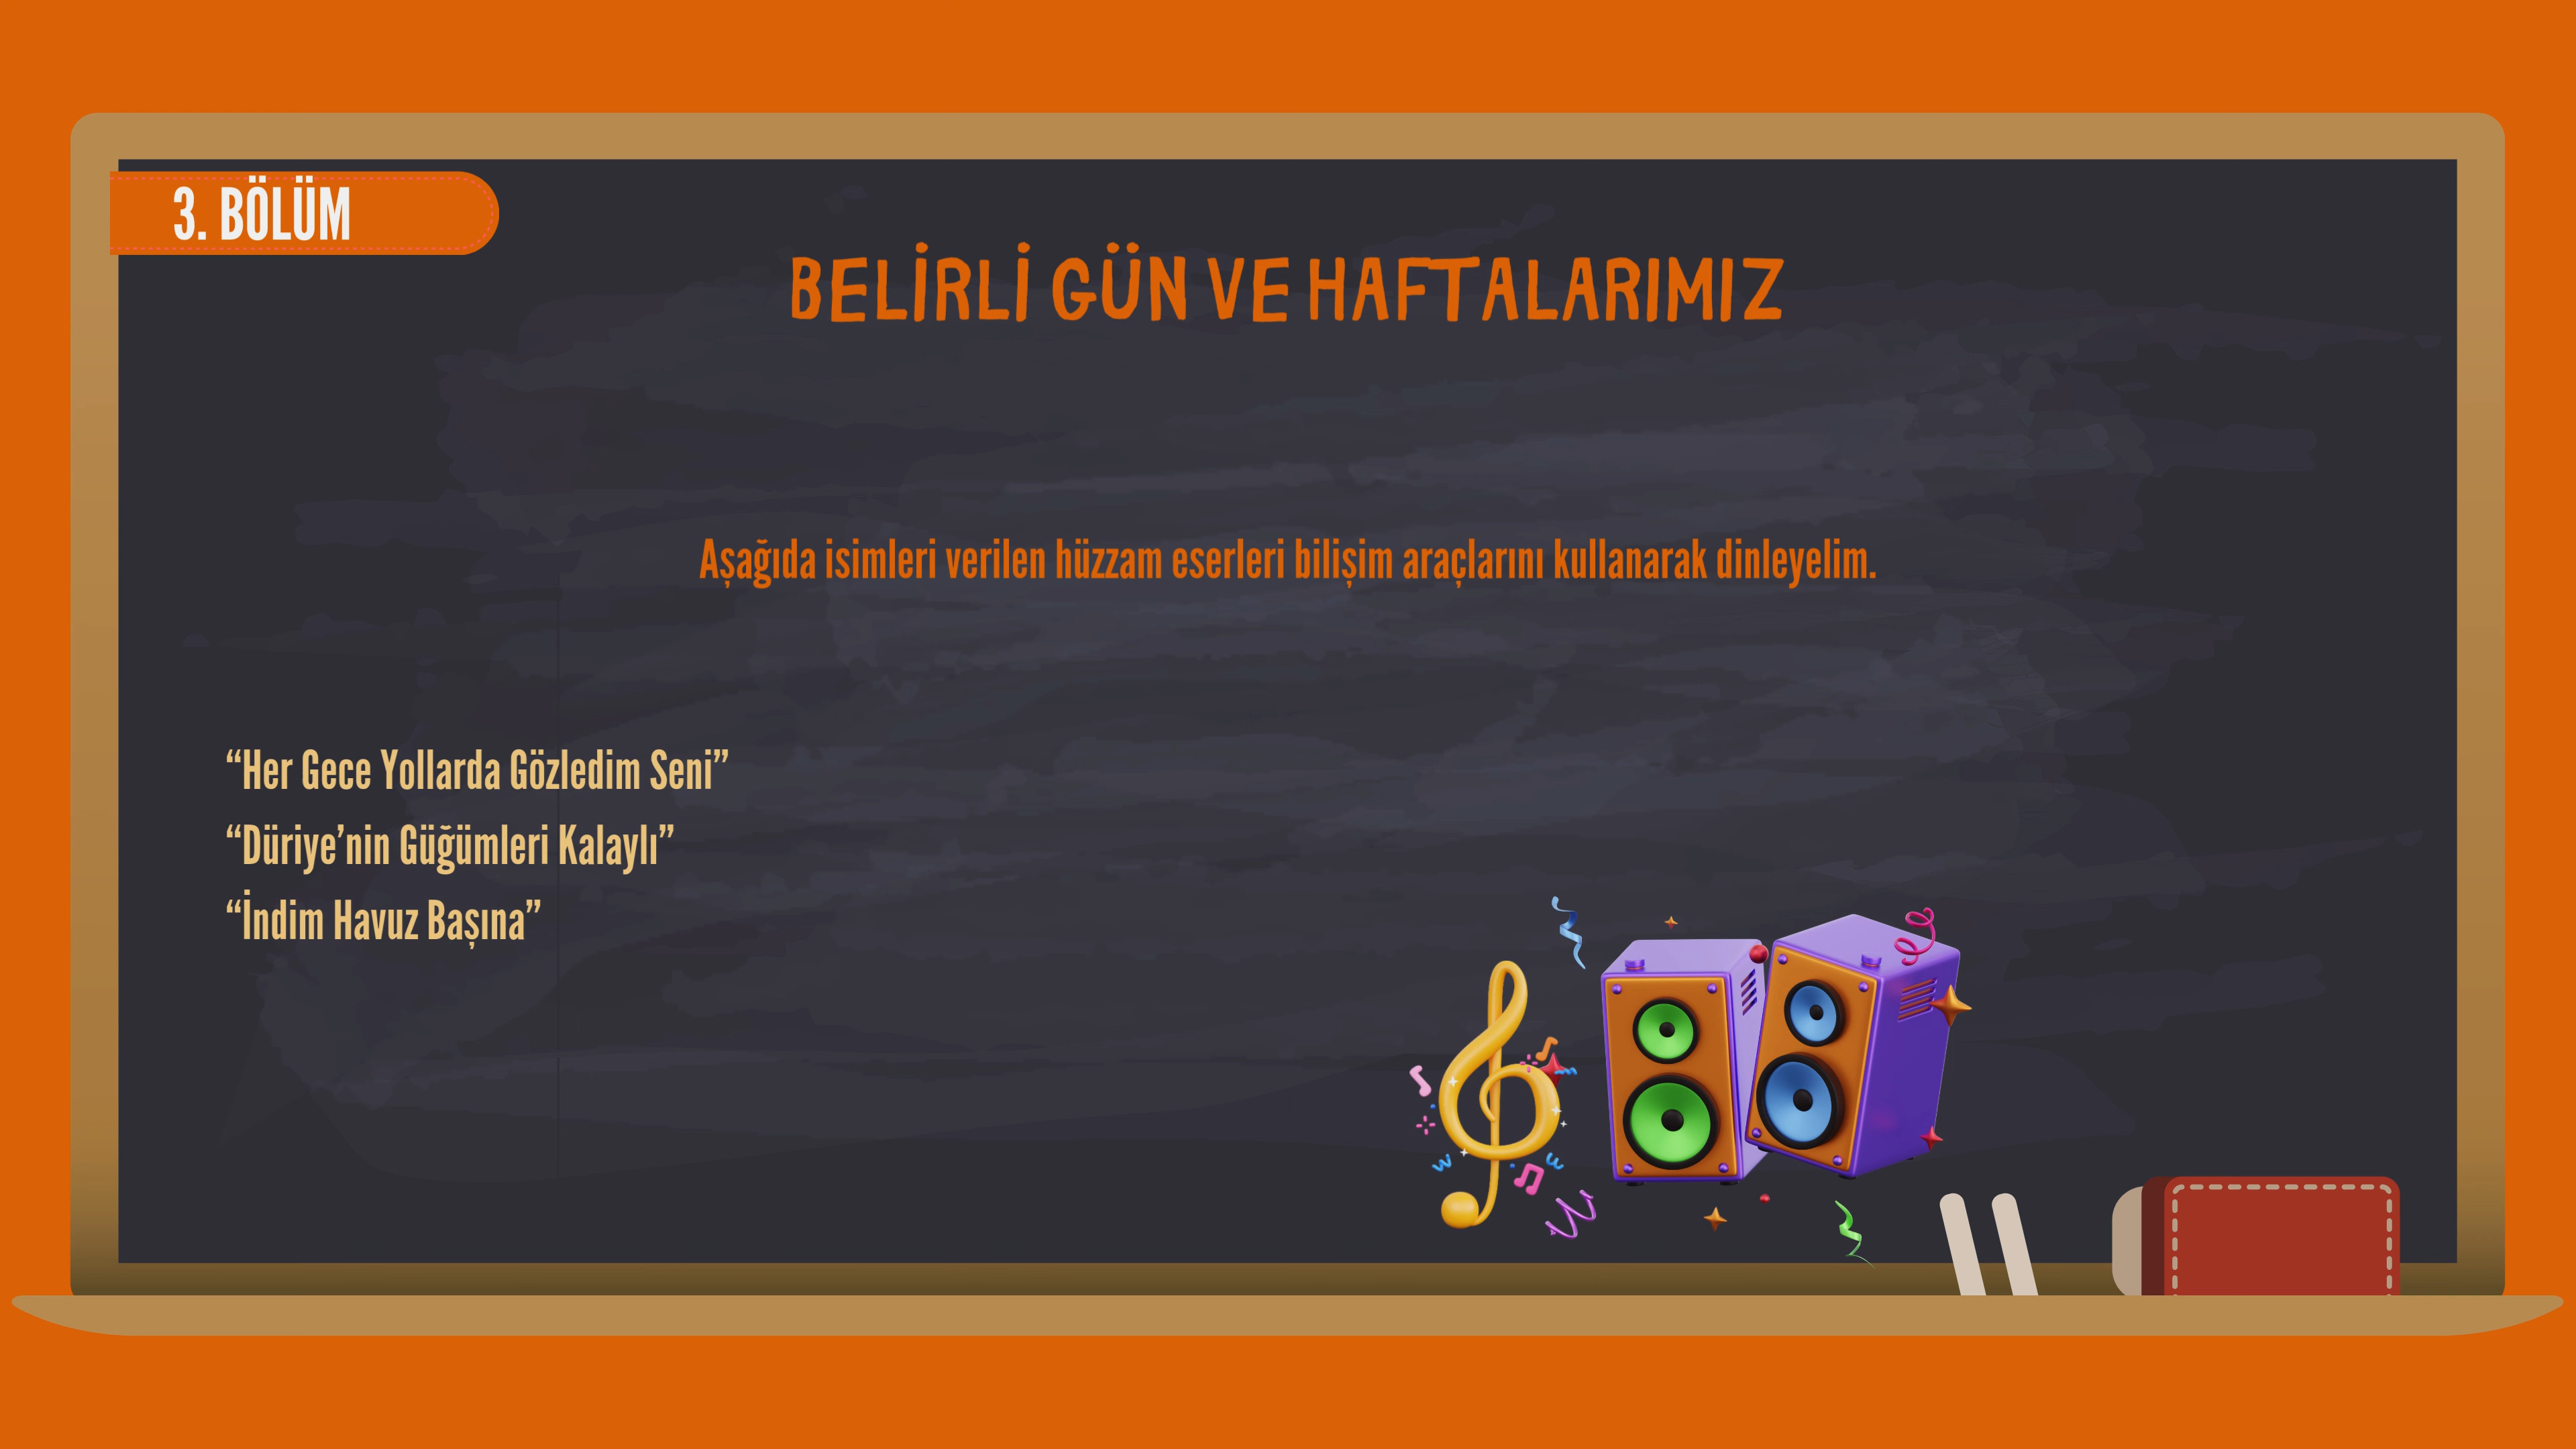 3. BÖLÜM
BELİRLİ GÜN VE HAFTALARIMIZ
Aşağıda isimleri verilen hüzzam eserleri bilişim araçlarını kullanarak dinleyelim.
“Her Gece Yollarda Gözledim Seni”
“Düriye’nin Güğümleri Kalaylı”
“İndim Havuz Başına”